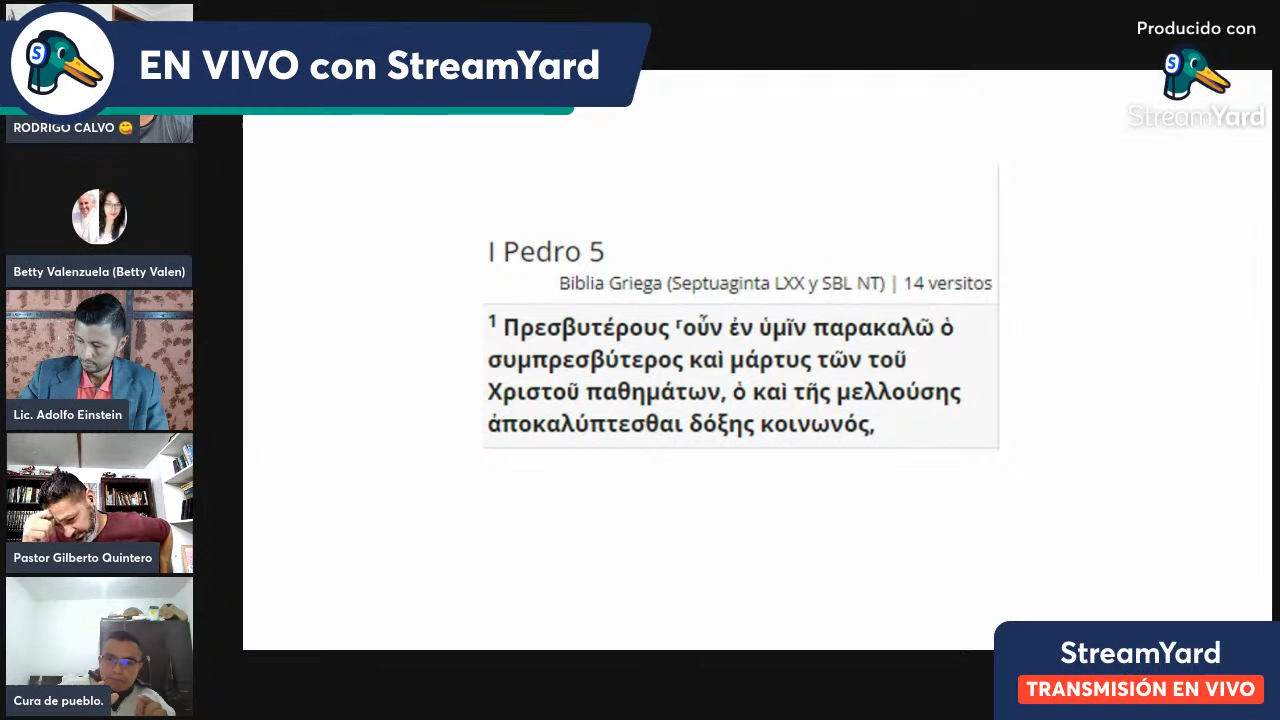 EN VIVO con StreamYard
Producido con
StreamYard
RODRIGO CALVO 😋
Betty Valenzuela (Betty Valen)
Lic. Adolfo Einstein
Pastor Gilberto Quintero
Cura de pueblo.
I Pedro 5
Biblia Griega (Septuaginta LXX y SBL NT) | 14 versitos
1 Πρεσβυτέρους ⸀οὖν ἐν ὑμῖν παρακαλῶ ὁ
συμπρεσβύτερος καὶ μάρτυς τῶν τοῦ
Χριστοῦ παθημάτων, ὁ καὶ τῆς μελλούσης
ἀποκαλύπτεσθαι δόξης κοινωνός,
StreamYard
TRANSMISIÓN EN VIVO